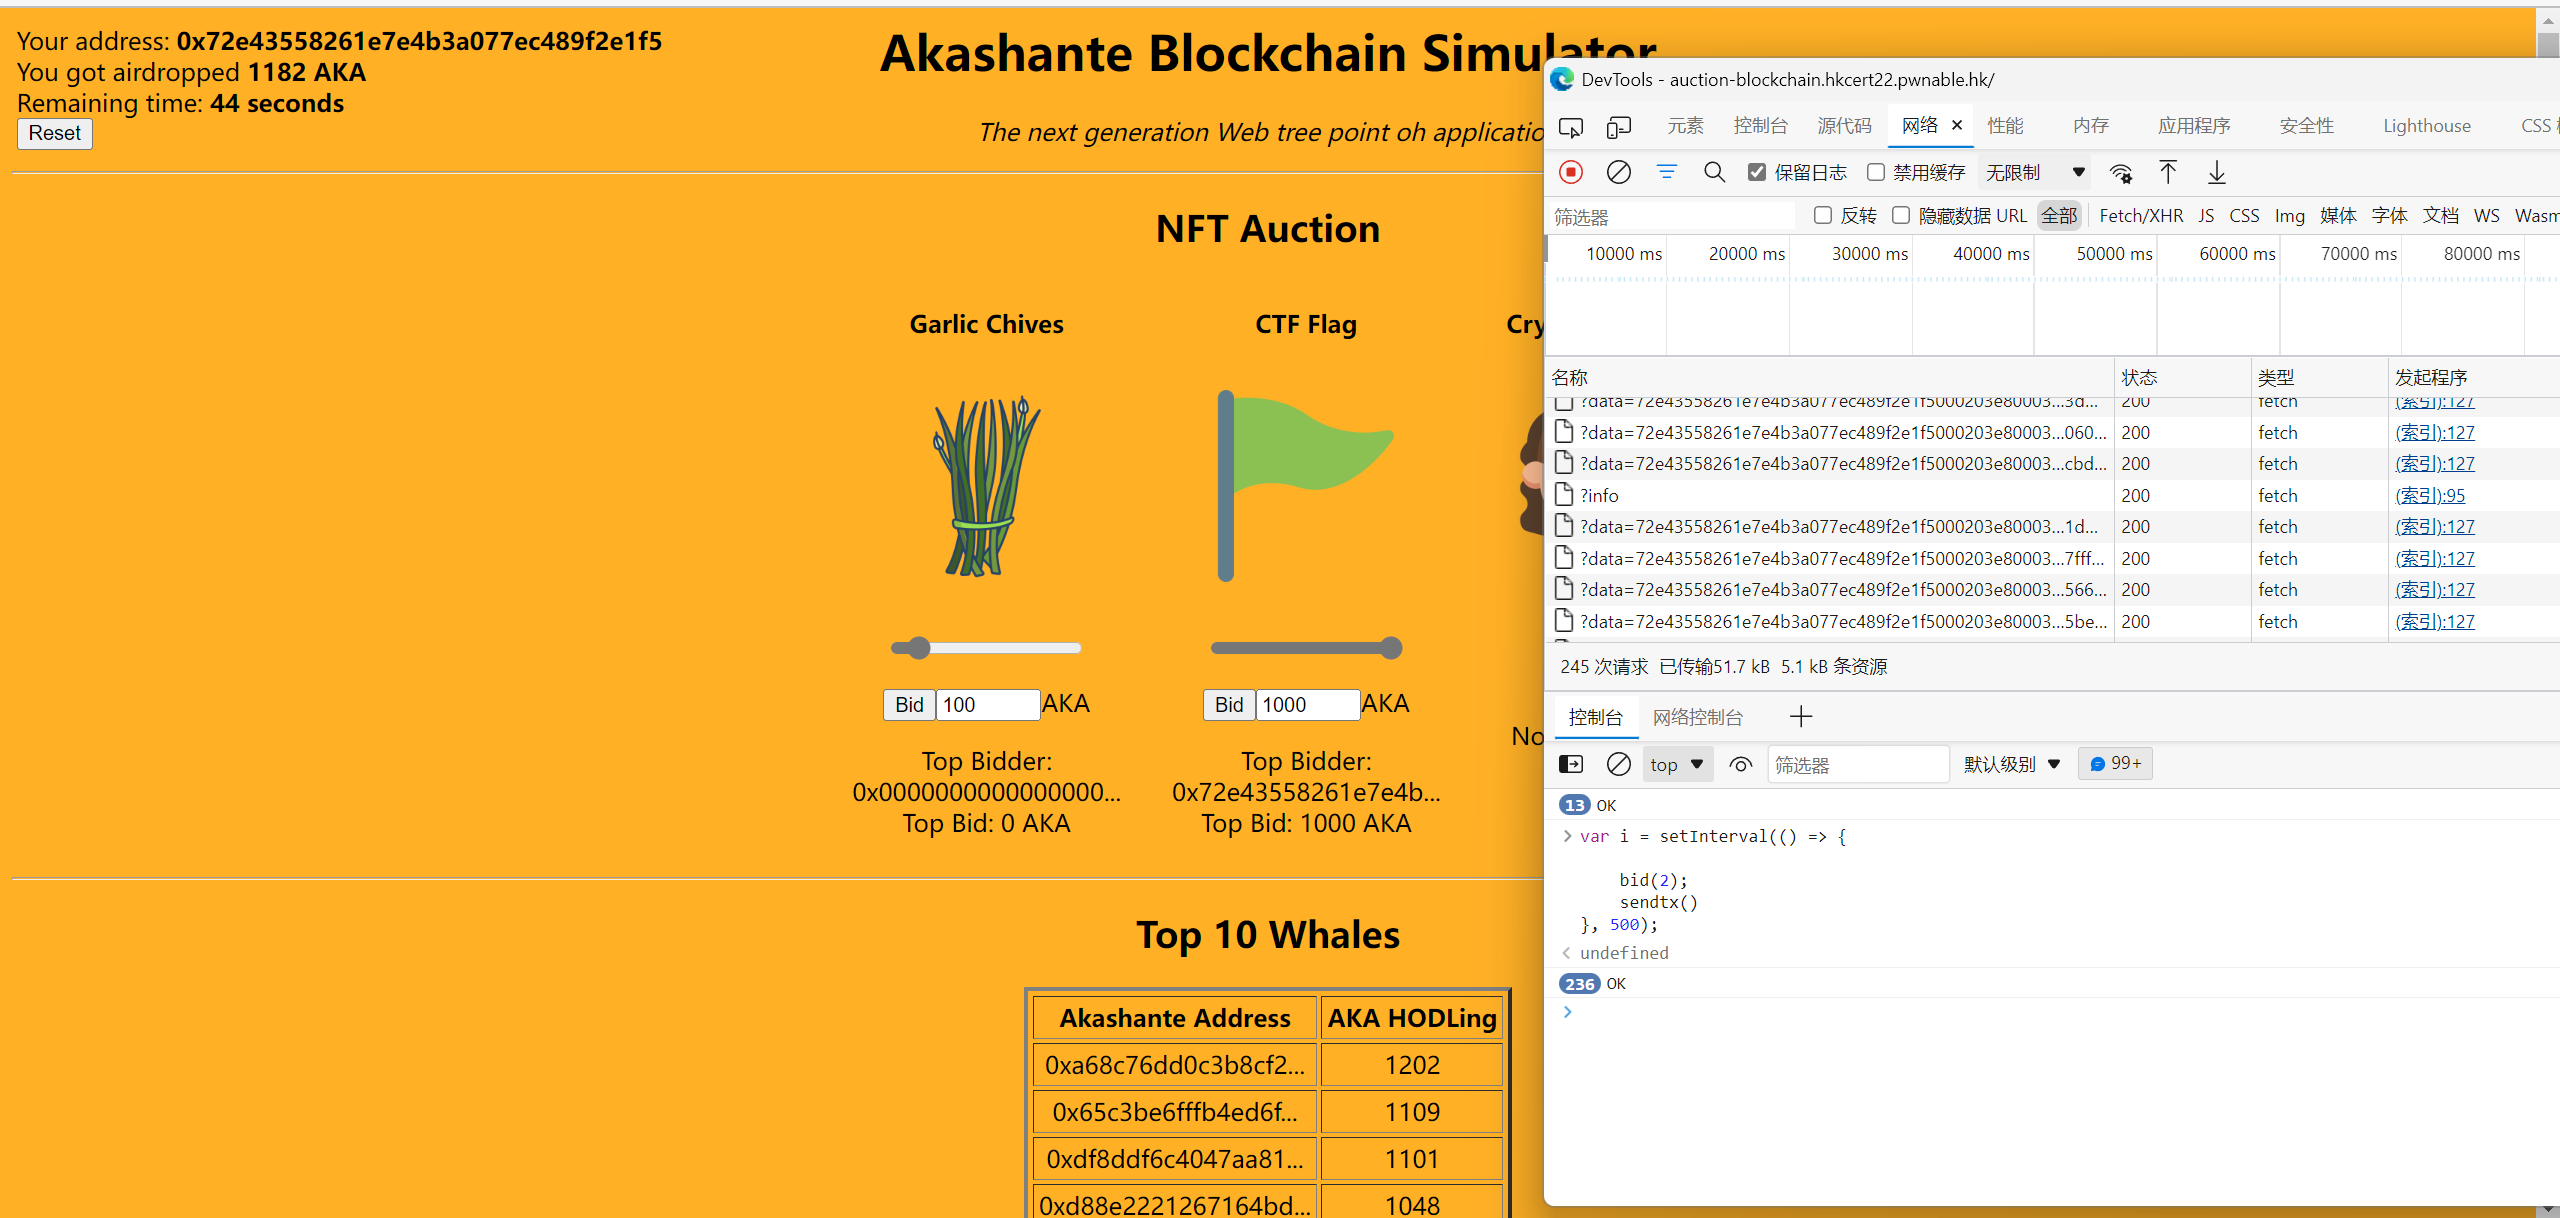 Your address: 0x72e43558261e7e4b3a077ec489f2e1f5
You got airdropped 1182 AKA
Remaining time: 44 seconds
Reset
Akashante Blockchain Simulator
The next generation Web tree point oh applicatio
NFT Auction
Garlic Chives
CTF Flag
Cry
Bid 100 AKA
Bid 1000 AKA
No
Top Bidder:
0x0000000000000000...
Top Bid: 0 AKA
Top Bidder:
0x72e43558261e7e4b...
Top Bid: 1000 AKA
Top 10 Whales
Akashante Address AKA HODLing
0xa68c76dd0c3b8cf2... 1202
0x65c3be6fffb4ed6f... 1109
0xdf8ddf6c4047aa81... 1101
0xd88e2221267164bd... 1048
DevTools - auction-blockchain.hkcert22.pwnable.hk/
元素 控制台 源代码 网络 性能 内存 应用程序 安全性 Lighthouse CSS
保留日志 禁用缓存 无限制
筛选器 反转 隐藏数据 URL 全部 Fetch/XHR JS CSS Img 媒体 字体 文档 WS Wasm
10000 ms 20000 ms 30000 ms 40000 ms 50000 ms 60000 ms 70000 ms 80000 ms
名称 状态 类型 发起程序
?data=72e43558261e7e4b3a077ec489f2e1f5000203e80003...3d... 200 fetch (索引):127
?data=72e43558261e7e4b3a077ec489f2e1f5000203e80003...060... 200 fetch (索引):127
?data=72e43558261e7e4b3a077ec489f2e1f5000203e80003...cbd... 200 fetch (索引):127
?info 200 fetch (索引):95
?data=72e43558261e7e4b3a077ec489f2e1f5000203e80003...1d... 200 fetch (索引):127
?data=72e43558261e7e4b3a077ec489f2e1f5000203e80003...7fff... 200 fetch (索引):127
?data=72e43558261e7e4b3a077ec489f2e1f5000203e80003...566... 200 fetch (索引):127
?data=72e43558261e7e4b3a077ec489f2e1f5000203e80003...5be... 200 fetch (索引):127
245 次请求 已传输51.7 kB 5.1 kB 条资源
控制台 网络控制台
top 筛选器 默认级别 99+
13 OK
var i = setInterval(() => {
bid(2);
sendtx()
}, 500);
undefined
236 OK